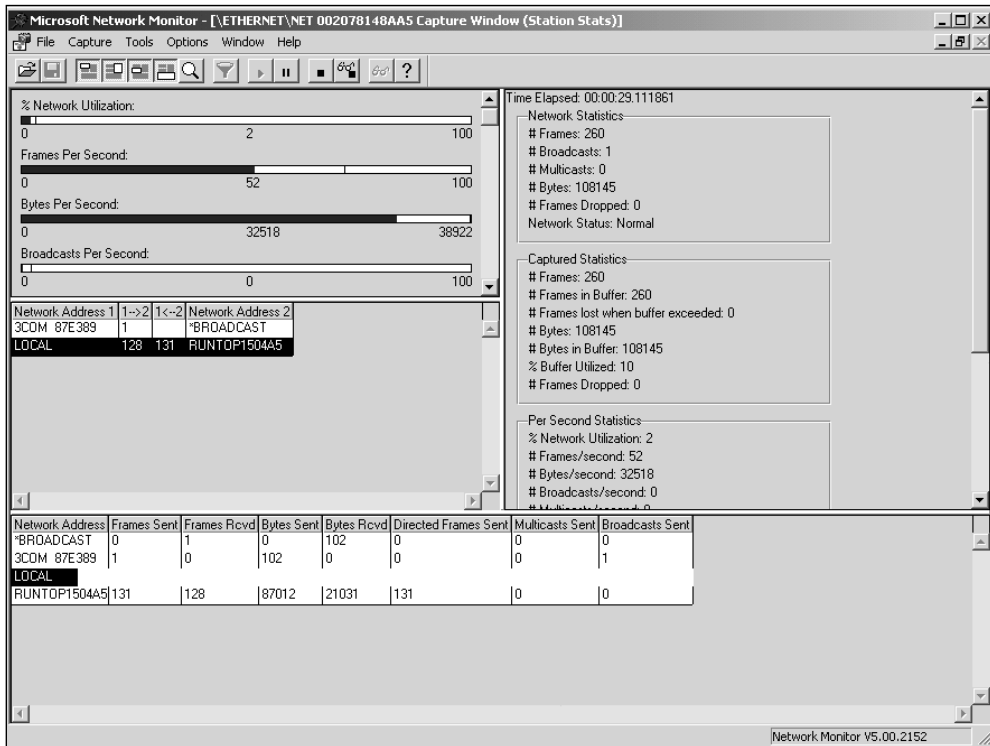 Microsoft Network Monitor - [\ETHERNET\NET 002078148AA5 Capture Window (Station Stats)]
File Capture Tools Options Window Help
% Network Utilization:
0 2 100
Frames Per Second:
0 52 100
Bytes Per Second:
0 32518 38922
Broadcasts Per Second:
0 0 100
Time Elapsed: 00:00:29.111861
Network Statistics
# Frames: 260
# Broadcasts: 1
# Multicasts: 0
# Bytes: 108145
# Frames Dropped: 0
Network Status: Normal
Captured Statistics
# Frames: 260
# Frames in Buffer: 260
# Frames lost when buffer exceeded: 0
# Bytes: 108145
# Bytes in Buffer: 108145
% Buffer Utilized: 10
# Frames Dropped: 0
Per Second Statistics
% Network Utilization: 2
# Frames/second: 52
# Bytes/second: 32518
# Broadcasts/second: 0
# Multicasts/second: 0
Network Address 1 1-->2 1<--2 Network Address 2
3COM 87E389 1 *BROADCAST
LOCAL 128 131 RUNTOP1504A5
Network Address Frames Sent Frames Rcvd Bytes Sent Bytes Rcvd Directed Frames Sent Multicasts Sent Broadcasts Sent
*BROADCAST 0 1 0 102 0 0 0
3COM 87E389 1 0 102 0 0 0 1
LOCAL
RUNTOP1504A5 131 128 87012 21031 131 0 0
Network Monitor V5.00.2152